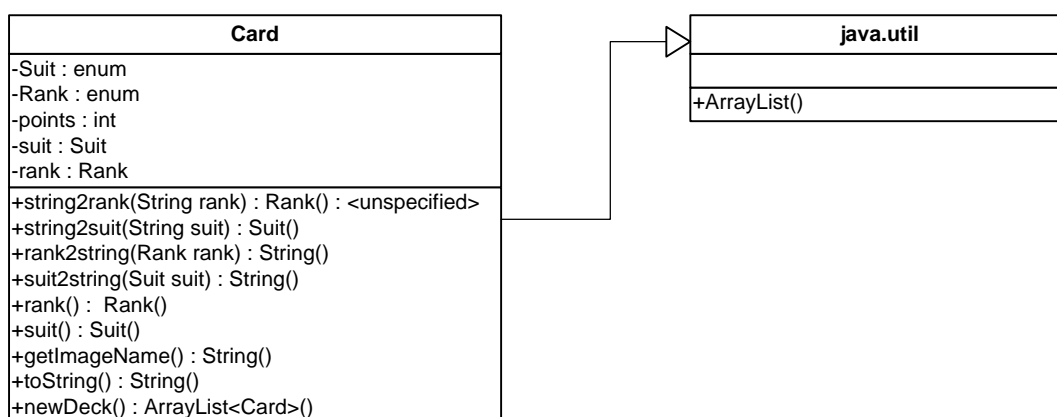 Card
-Suit : enum
-Rank : enum
-points : int
-suit : Suit
-rank : Rank
+string2rank(String rank) : Rank() : <unspecified>
+string2suit(String suit) : Suit()
+rank2string(Rank rank) : String()
+suit2string(Suit suit) : String()
+rank() :  Rank()
+suit() : Suit()
+getImageName() : String()
+toString() : String()
+newDeck() : ArrayList<Card>()
java.util
+ArrayList()